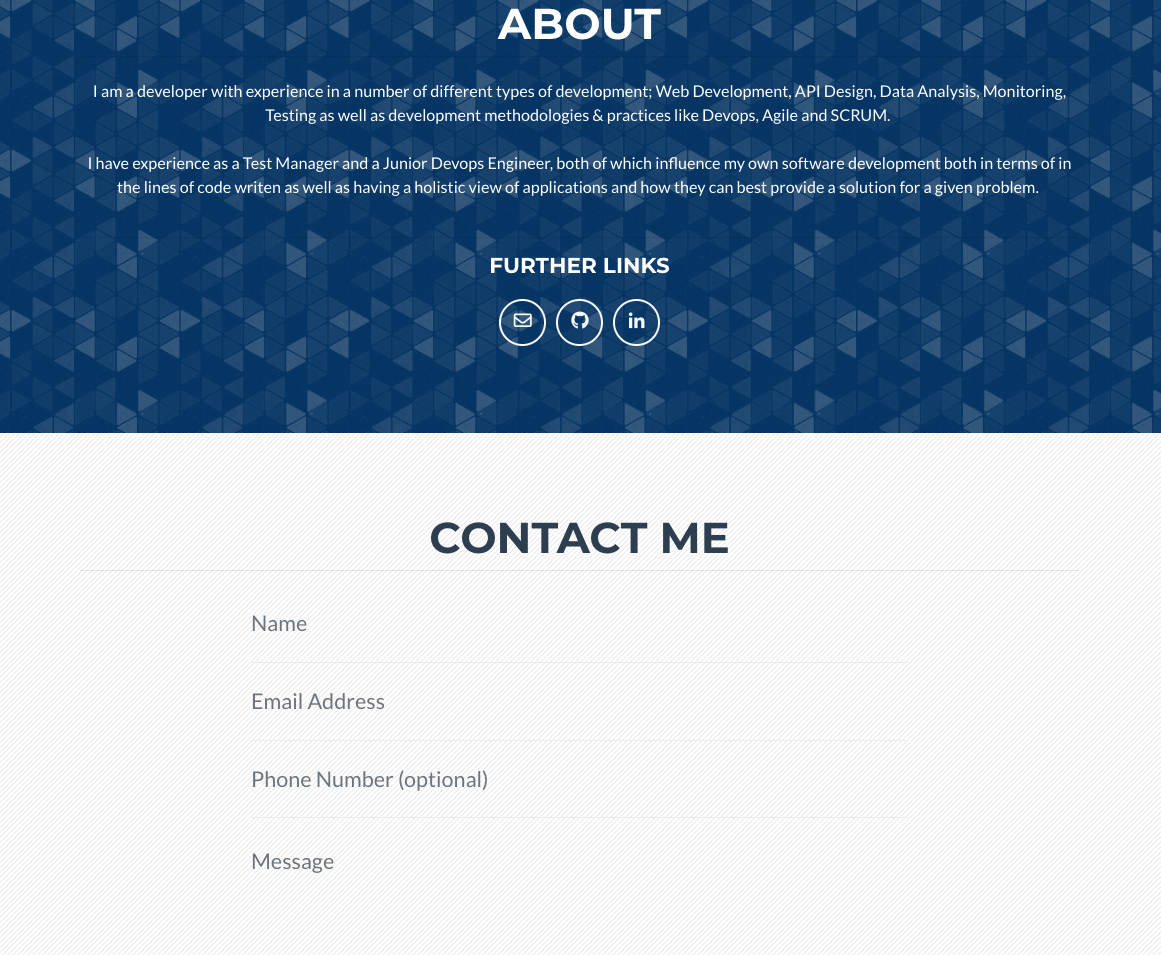 ABOUT
I am a developer with experience in a number of different types of development; Web Development, API Design, Data Analysis, Monitoring,
Testing as well as development methodologies & practices like Devops, Agile and SCRUM.
I have experience as a Test Manager and a Junior Devops Engineer, both of which influence my own software development both in terms of in
the lines of code writen as well as having a holistic view of applications and how they can best provide a solution for a given problem.
FURTHER LINKS
in
CONTACT ME
Name
Email Address
Phone Number (optional)
Message